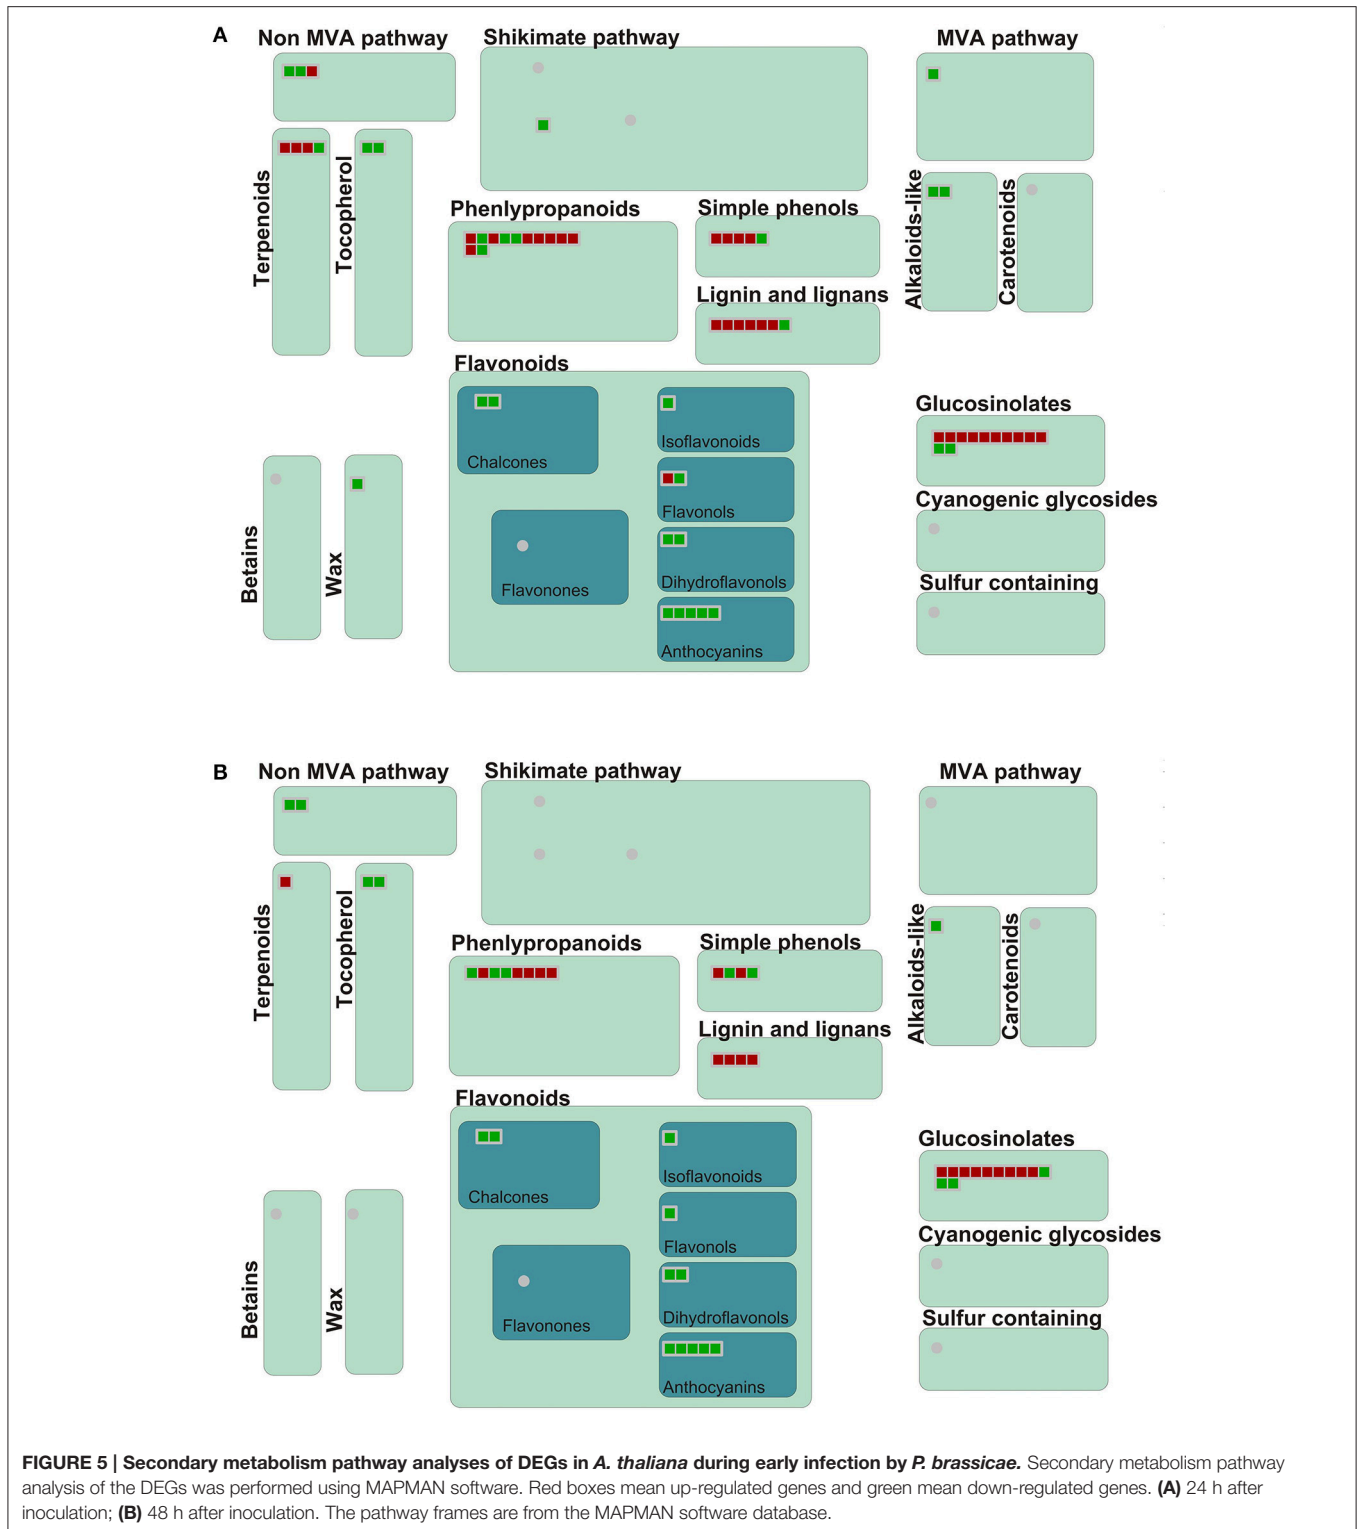 A
Non MVA pathway
Shikimate pathway
MVA pathway
Terpenoids
Tocopherol
Phenlypropanoids
Simple phenols
Alkaloids-like
Carotenoids
Lignin and lignans
Flavonoids
Chalcones
Isoflavonoids
Flavonols
Flavonones
Dihydroflavonols
Anthocyanins
Glucosinolates
Cyanogenic glycosides
Sulfur containing
Betains
Wax
B
Non MVA pathway
Shikimate pathway
MVA pathway
Terpenoids
Tocopherol
Phenlypropanoids
Simple phenols
Alkaloids-like
Carotenoids
Lignin and lignans
Flavonoids
Chalcones
Isoflavonoids
Flavonols
Flavonones
Dihydroflavonols
Anthocyanins
Glucosinolates
Cyanogenic glycosides
Sulfur containing
Betains
Wax
FIGURE 5 | Secondary metabolism pathway analyses of DEGs in A. thaliana during early infection by P. brassicae. Secondary metabolism pathway
analysis of the DEGs was performed using MAPMAN software. Red boxes mean up-regulated genes and green mean down-regulated genes. (A) 24 h after
inoculation; (B) 48 h after inoculation. The pathway frames are from the MAPMAN software database.